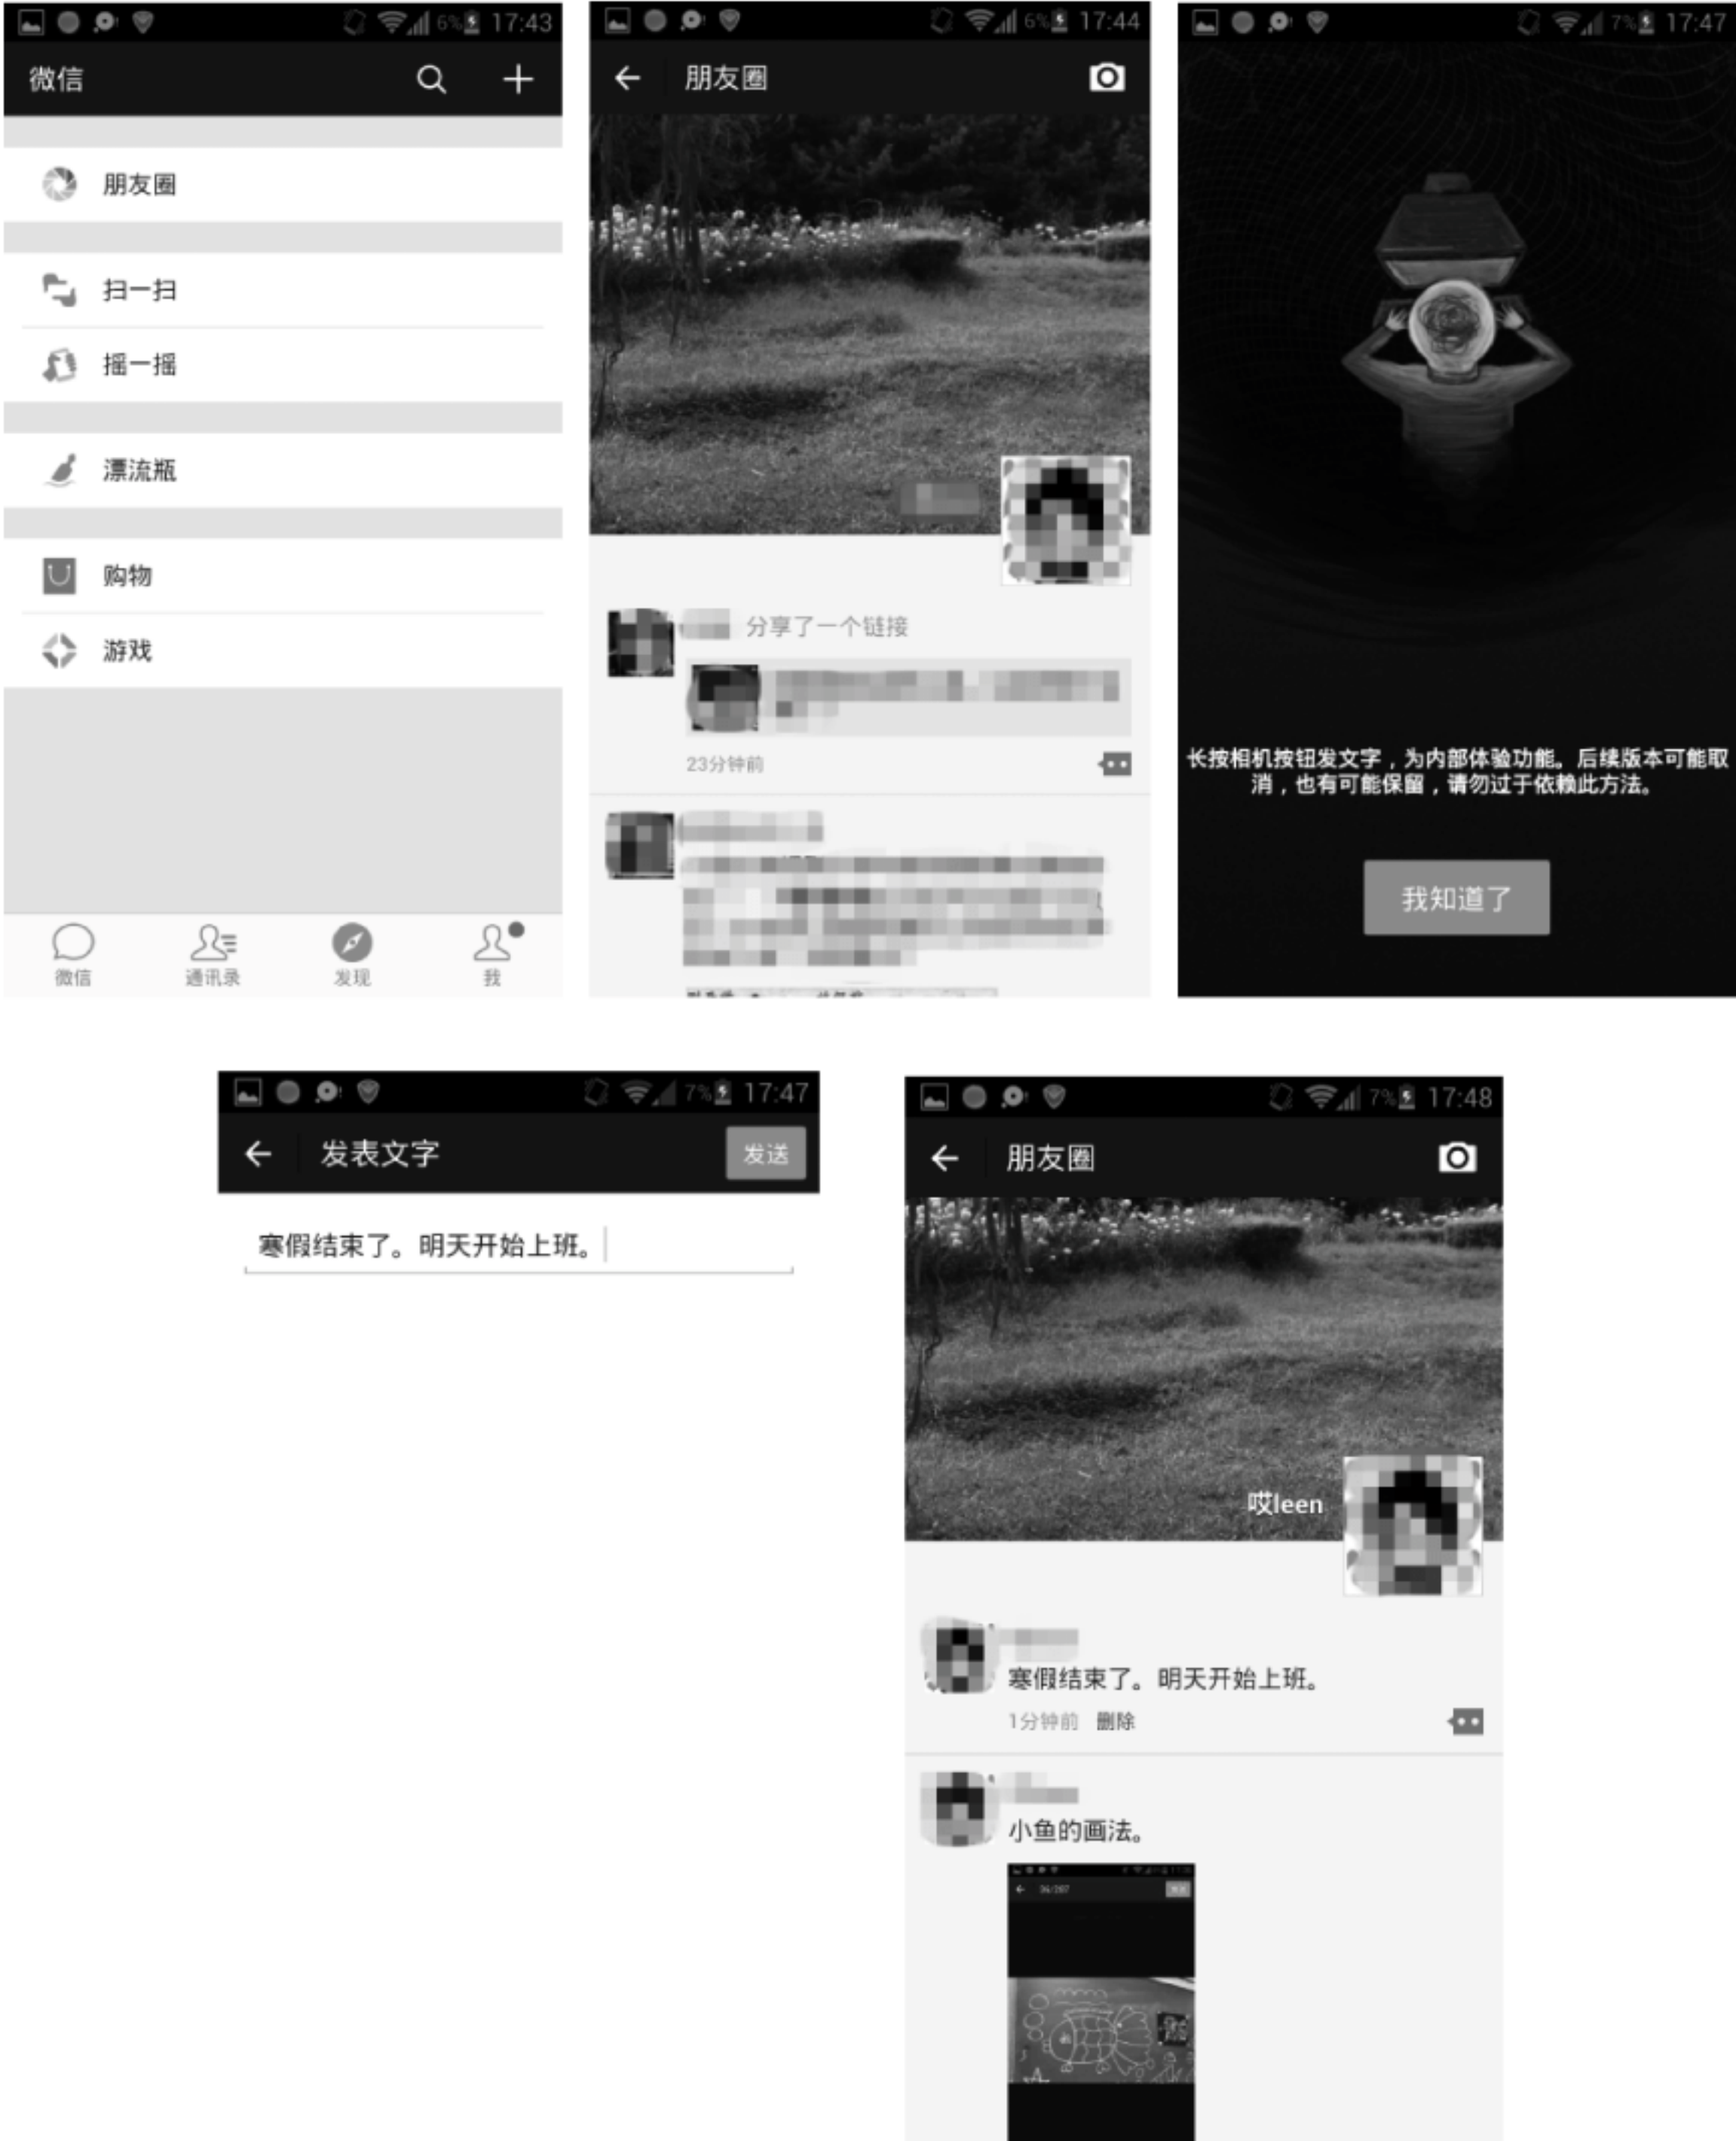 6% 17:43
微信
朋友圈
扫一扫
摇一摇
漂流瓶
购物
游戏
微信 通讯录 发现 我
6% 17:44
朋友圈
分享了一个链接
23分钟前
7% 17:47
长按相机按钮发文字，为内部体验功能。后续版本可能取
消，也有可能保留，请勿过于依赖此方法。
我知道了
7% 17:47
发表文字 发送
寒假结束了。明天开始上班。
7% 17:48
朋友圈
哎leen
寒假结束了。明天开始上班。
1分钟前 删除
小鱼的画法。
36/207